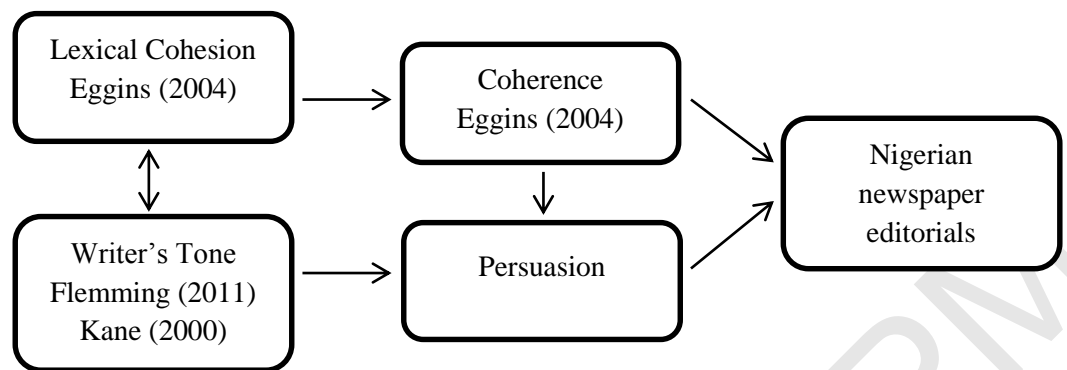 Lexical Cohesion
Eggins (2004)
Coherence
Eggins (2004)
Nigerian
newspaper
editorials
Writer’s Tone
Flemming (2011)
Kane (2000)
Persuasion